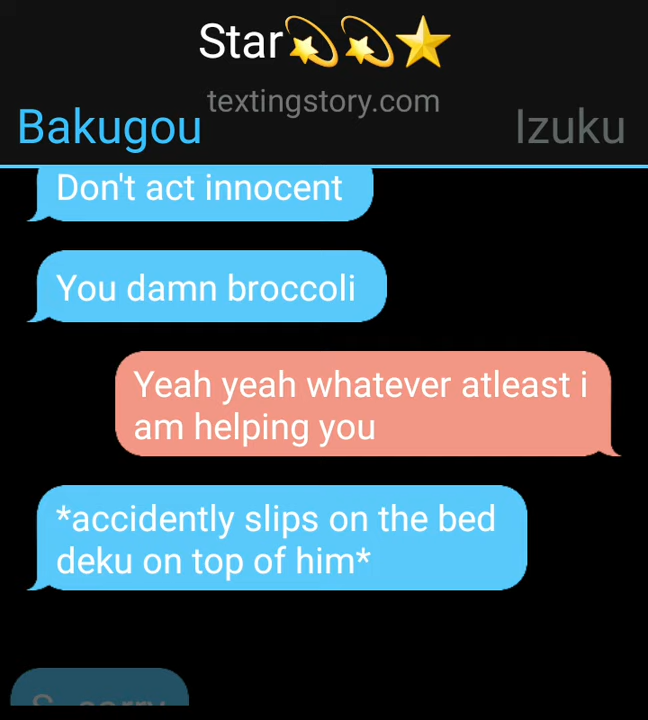 Star💫💫⭐
textingstory.com
Bakugou
Izuku
Don't act innocent
You damn broccoli
Yeah yeah whatever atleast i
am helping you
*accidently slips on the bed
deku on top of him*